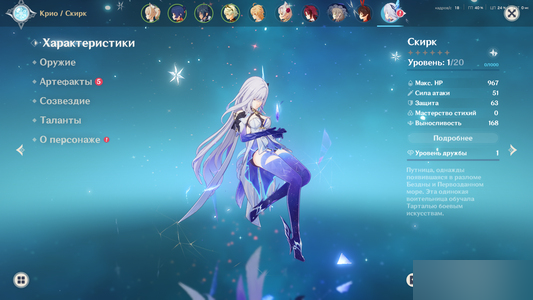 Крио / Скирк
Характеристики
Оружие
Артефакты 5
Созвездие
Таланты
О персонаже
Скирк
Уровень: 1/20
Макс. HP 967
Сила атаки 51
Защита 63
Мастерство стихий 0
Выносливость 168
Подробнее
Уровень дружбы 1
Путница, однажды
появившаяся в разломе
Бездны и Первозданном
море. Эта одинокая
воительница обучала
Тарталью боевым
искусствам.